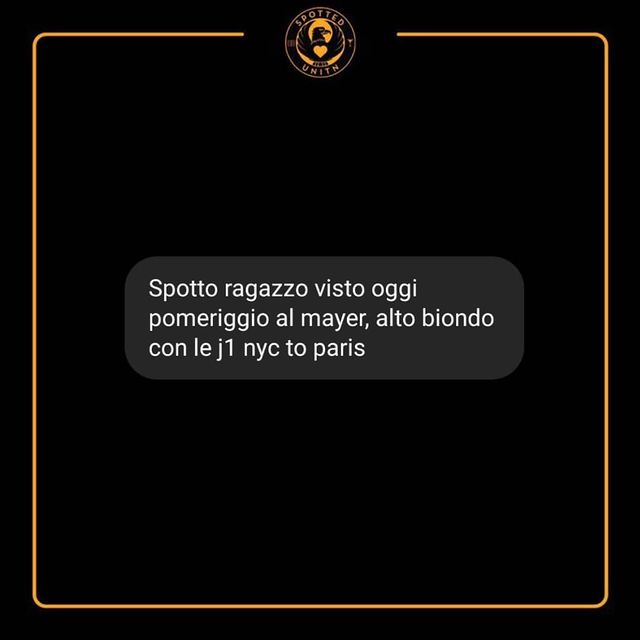 SPOTTED
UNITN
Spotto ragazzo visto oggi
pomeriggio al mayer, alto biondo
con le j1 nyc to paris